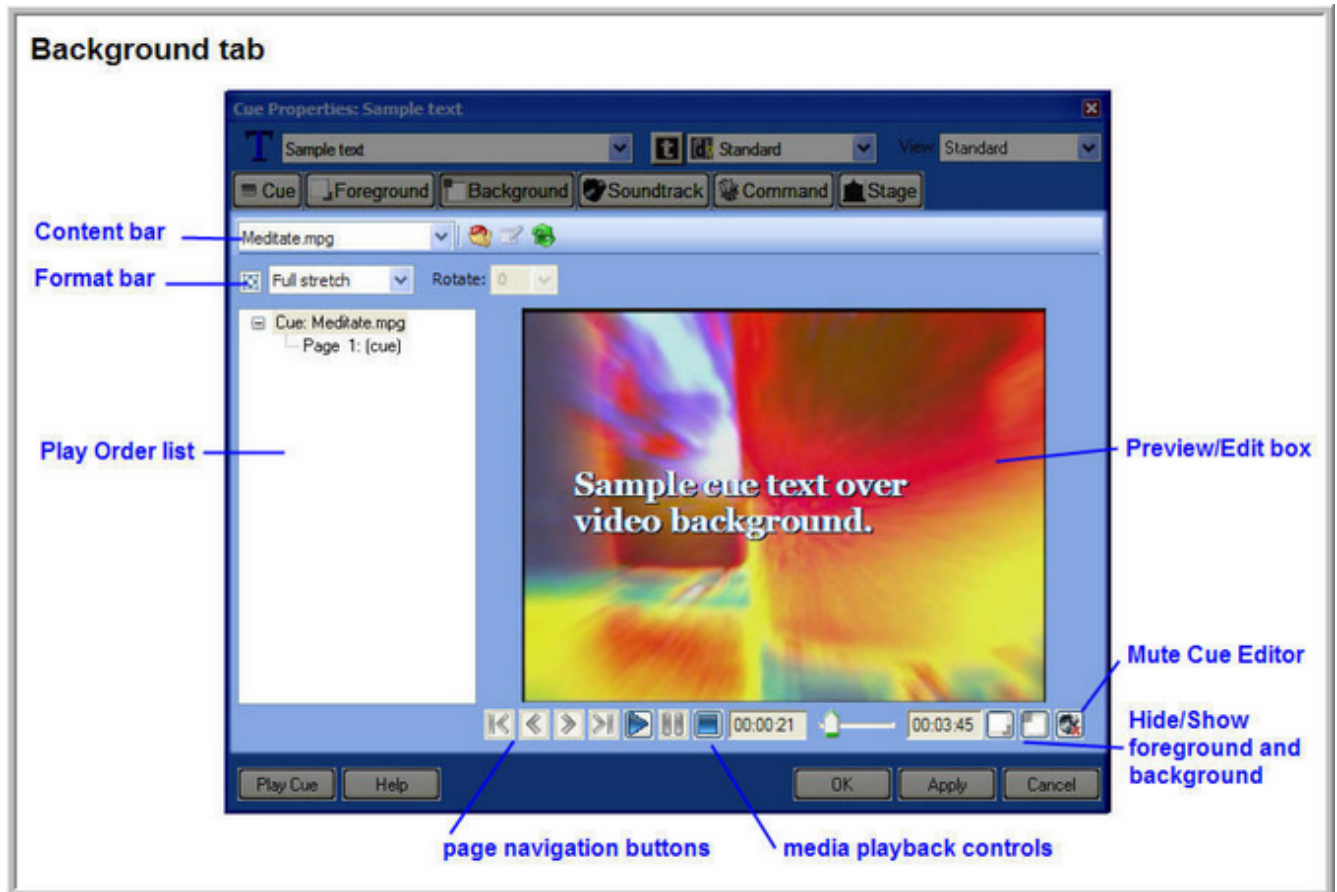 Background tab
Cue Properties: Sample text
T Sample text t d: Standard View: Standard
Cue Foreground Background Soundtrack Command Stage
Content bar
Meditate.mpg
Format bar
Full stretch Rotate: 0
Cue: Meditate.mpg
Page 1: (cue)
Play Order list
Preview/Edit box
Sample cue text over
video background.
Mute Cue Editor
00:00:21 00:03:45
Hide/Show
foreground and
background
Play Cue Help OK Apply Cancel
page navigation buttons media playback controls